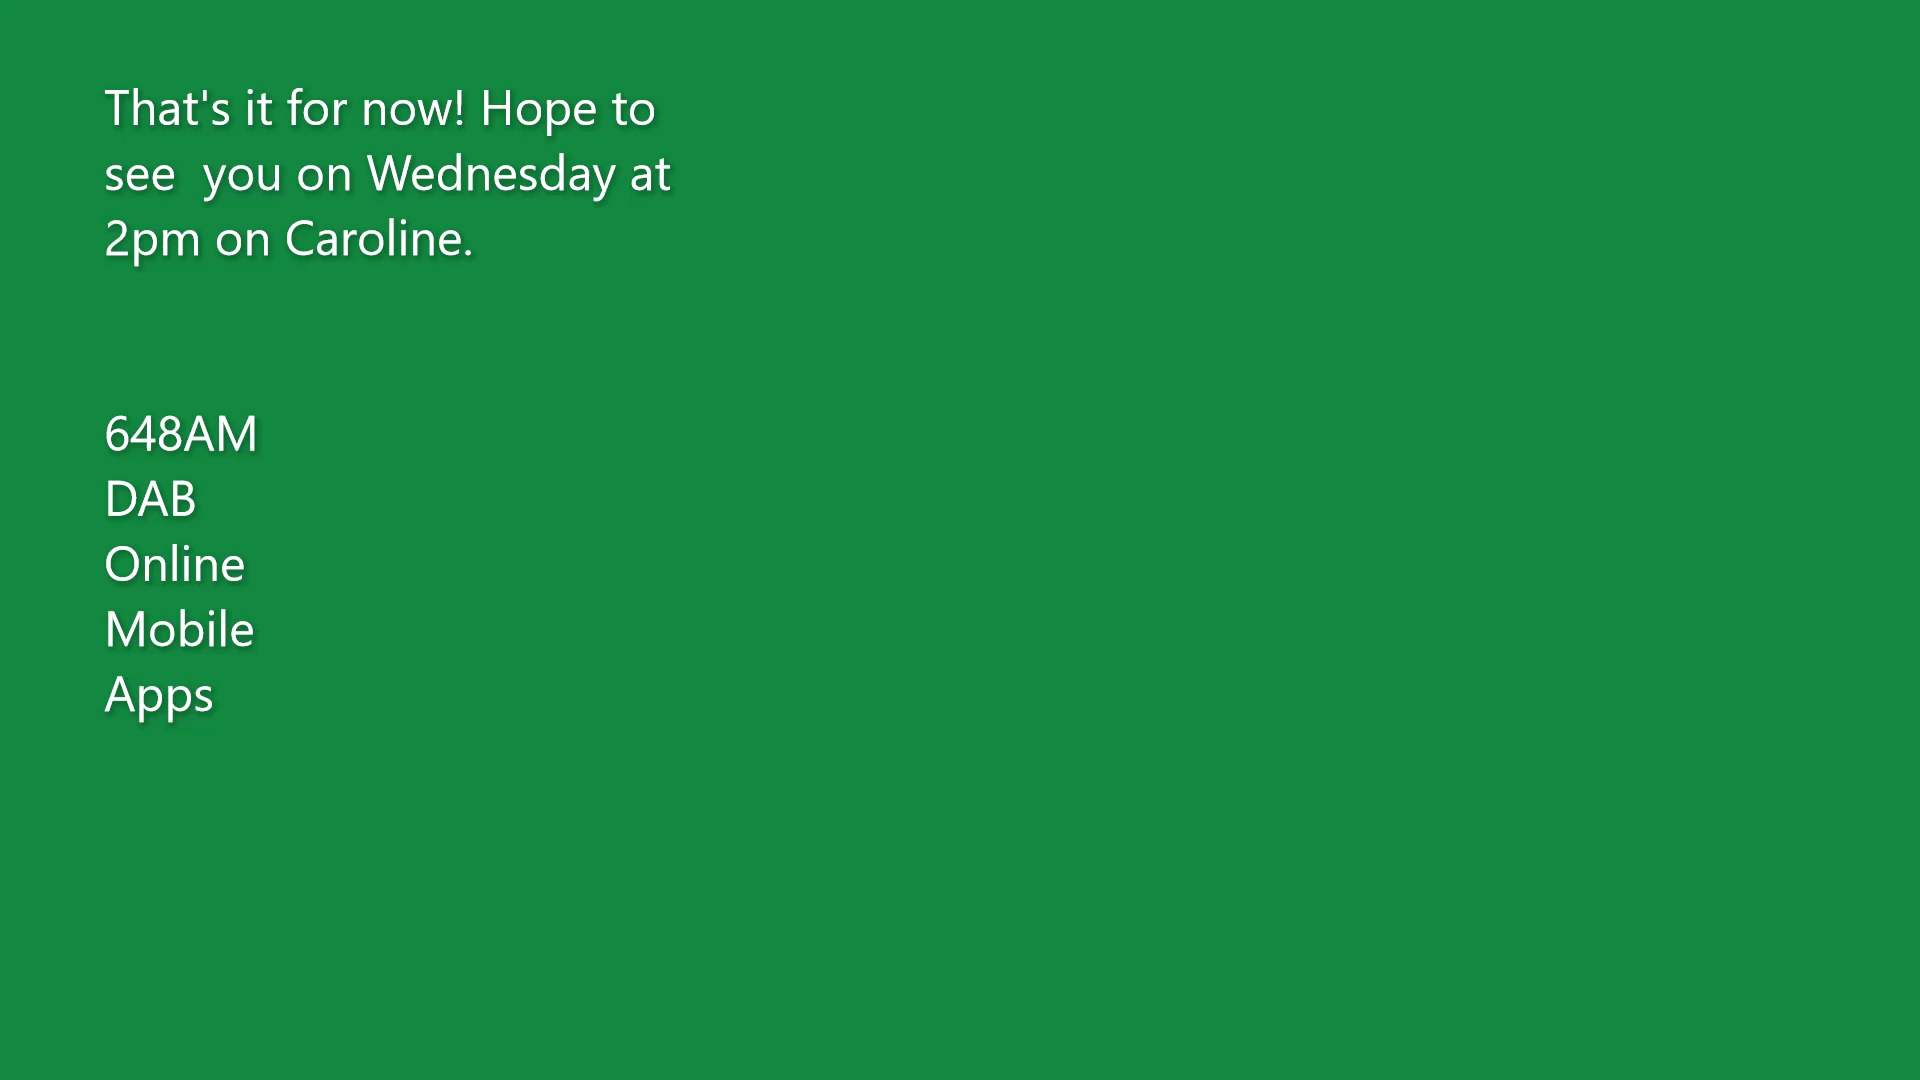 That's it for now! Hope to
see  you on Wednesday at
2pm on Caroline.
648AM
DAB
Online
Mobile
Apps